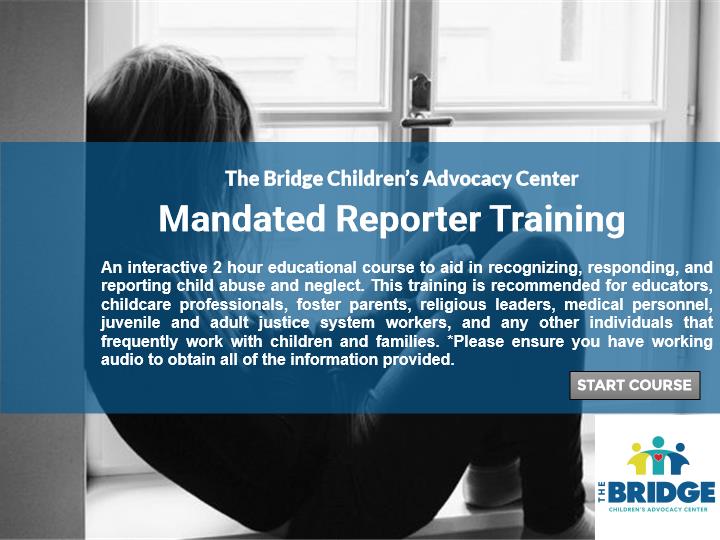 The Bridge Children's Advocacy Center
Mandated Reporter Training
An interactive 2 hour educational course to aid in recognizing, responding, and
reporting child abuse and neglect. This training is recommended for educators,
childcare professionals, foster parents, religious leaders, medical personnel,
juvenile and adult justice system workers, and any other individuals that
frequently work with children and families. *Please ensure you have working
audio to obtain all of the information provided.
START COURSE
THE
BRIDGE
CHILDREN'S ADVOCACY CENTER